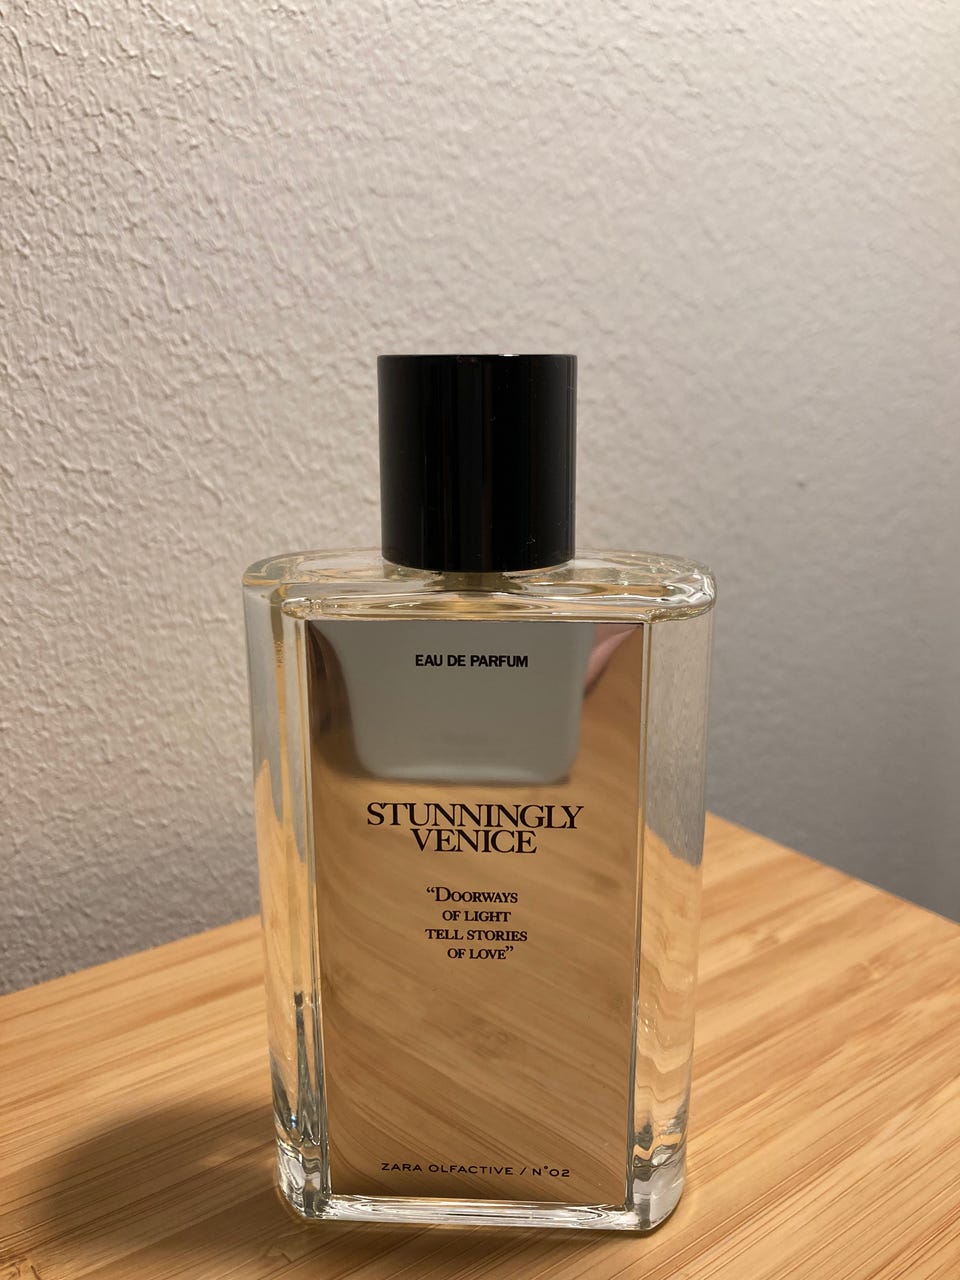 EAU DE PARFUM
STUNNINGLY
VENICE
“DOORWAYS
OF LIGHT
TELL STORIES
OF LOVE”
ZARA OLFACTIVE / N°02